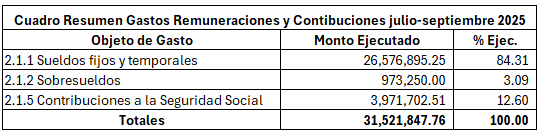 Cuadro Resumen Gastos Remuneraciones y Contibuciones julio-septiembre 2025
Objeto de Gasto Monto Ejecutado % Ejec.
2.1.1 Sueldos fijos y temporales 26,576,895.25 84.31
2.1.2 Sobresueldos 973,250.00 3.09
2.1.5 Contribuciones a la Seguridad Social 3,971,702.51 12.60
Totales 31,521,847.76 100.00